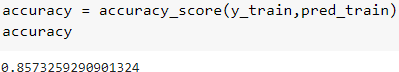 accuracy = accuracy_score(y_train,pred_train)
accuracy
0.8573259290901324